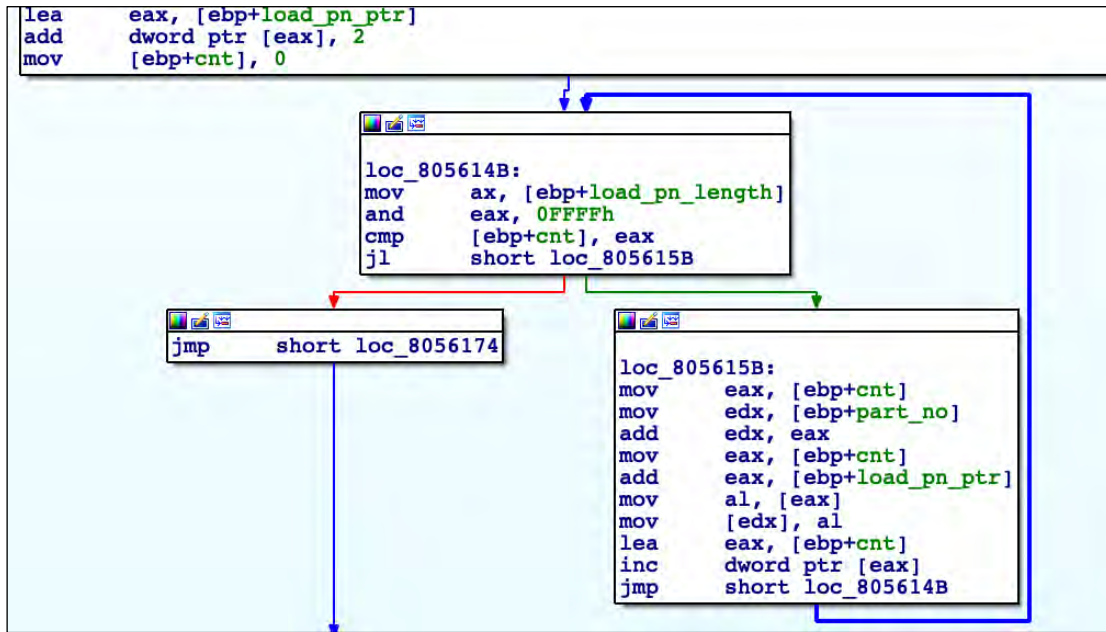 lea eax, [ebp+load_pn_ptr]
add dword ptr [eax], 2
mov [ebp+cnt], 0
loc_805614B:
mov ax, [ebp+load_pn_length]
and eax, 0FFFFh
cmp [ebp+cnt], eax
jl short loc_805615B
jmp short loc_8056174
loc_805615B:
mov eax, [ebp+cnt]
mov edx, [ebp+part_no]
add edx, eax
mov eax, [ebp+cnt]
add eax, [ebp+load_pn_ptr]
mov al, [eax]
mov [edx], al
lea eax, [ebp+cnt]
inc dword ptr [eax]
jmp short loc_805614B